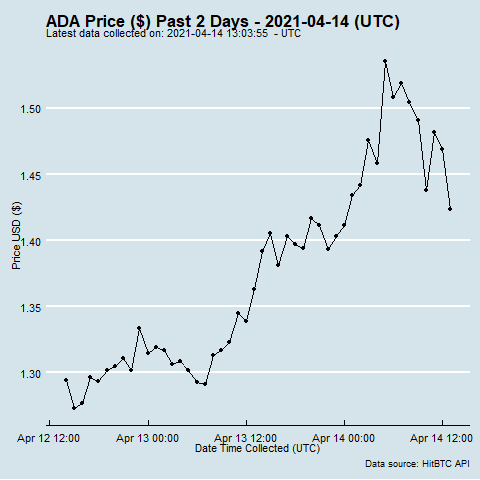 ADA Price ($) Past 2 Days - 2021-04-14 (UTC)
Latest data collected on: 2021-04-14 13:03:55 - UTC
1.50
1.45
1.40
1.35
1.30
Price USD ($)
Apr 12 12:00 Apr 13 00:00 Apr 13 12:00 Apr 14 00:00 Apr 14 12:00
Date Time Collected (UTC)
Data source: HitBTC API